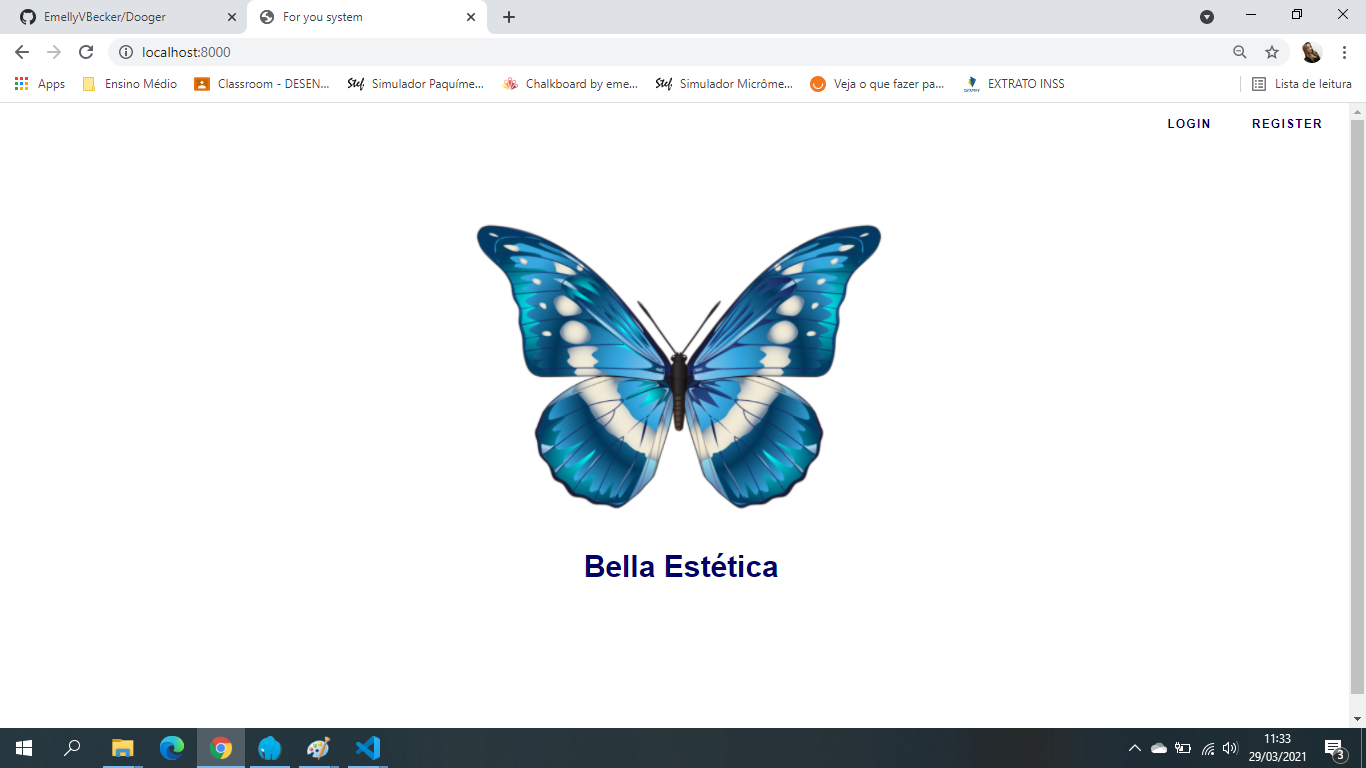 EmellyVBecker/Dooger
For you system
localhost:8000
Apps
Ensino Médio
Classroom - DESEN...
Stef
Simulador Paquíme...
Chalkboard by eme...
Stef
Simulador Micrôme...
Veja o que fazer pa...
EXTRATO INSS
Lista de leitura
LOGIN
REGISTER
Bella Estética
11:33
29/03/2021
3